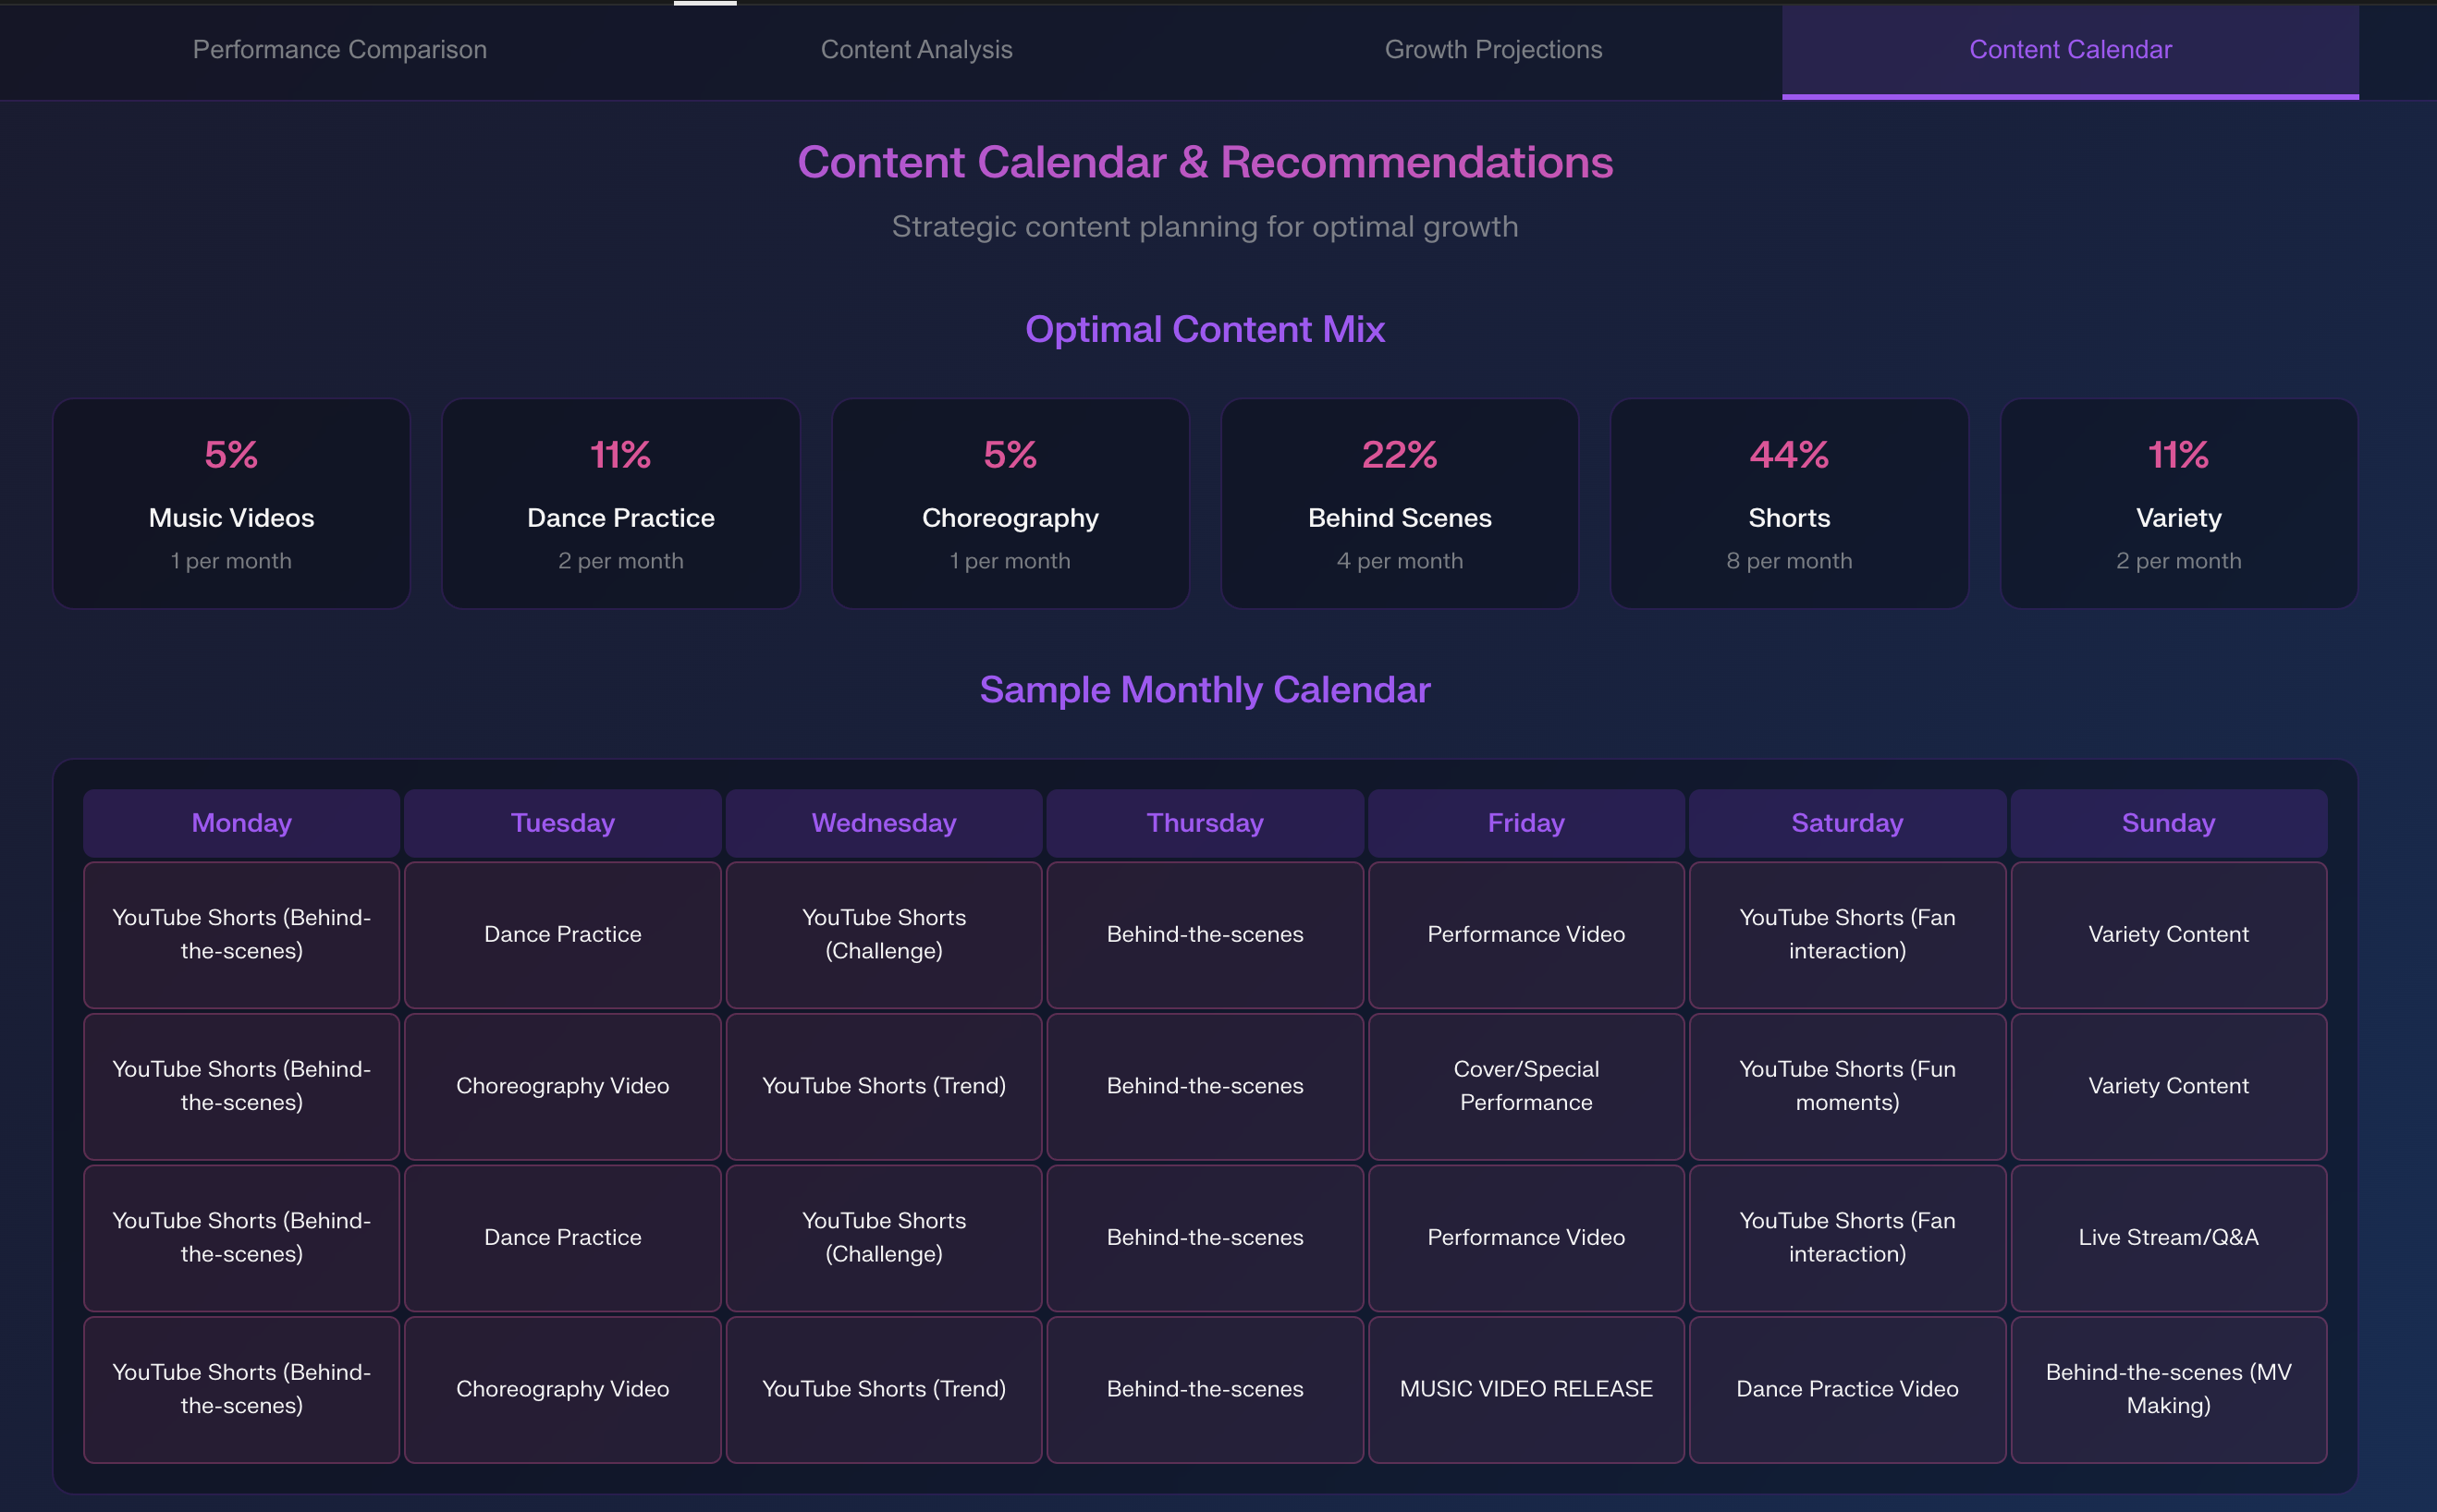 Performance Comparison
Content Analysis
Growth Projections
Content Calendar
Content Calendar & Recommendations
Strategic content planning for optimal growth
Optimal Content Mix
5%
Music Videos
1 per month
11%
Dance Practice
2 per month
5%
Choreography
1 per month
22%
Behind Scenes
4 per month
44%
Shorts
8 per month
11%
Variety
2 per month
Sample Monthly Calendar
Monday
Tuesday
Wednesday
Thursday
Friday
Saturday
Sunday
YouTube Shorts (Behind-
the-scenes)
Dance Practice
YouTube Shorts
(Challenge)
Behind-the-scenes
Performance Video
YouTube Shorts (Fan
interaction)
Variety Content
YouTube Shorts (Behind-
the-scenes)
Choreography Video
YouTube Shorts (Trend)
Behind-the-scenes
Cover/Special
Performance
YouTube Shorts (Fun
moments)
Variety Content
YouTube Shorts (Behind-
the-scenes)
Dance Practice
YouTube Shorts
(Challenge)
Behind-the-scenes
Performance Video
YouTube Shorts (Fan
interaction)
Live Stream/Q&A
YouTube Shorts (Behind-
the-scenes)
Choreography Video
YouTube Shorts (Trend)
Behind-the-scenes
MUSIC VIDEO RELEASE
Dance Practice Video
Behind-the-scenes (MV
Making)